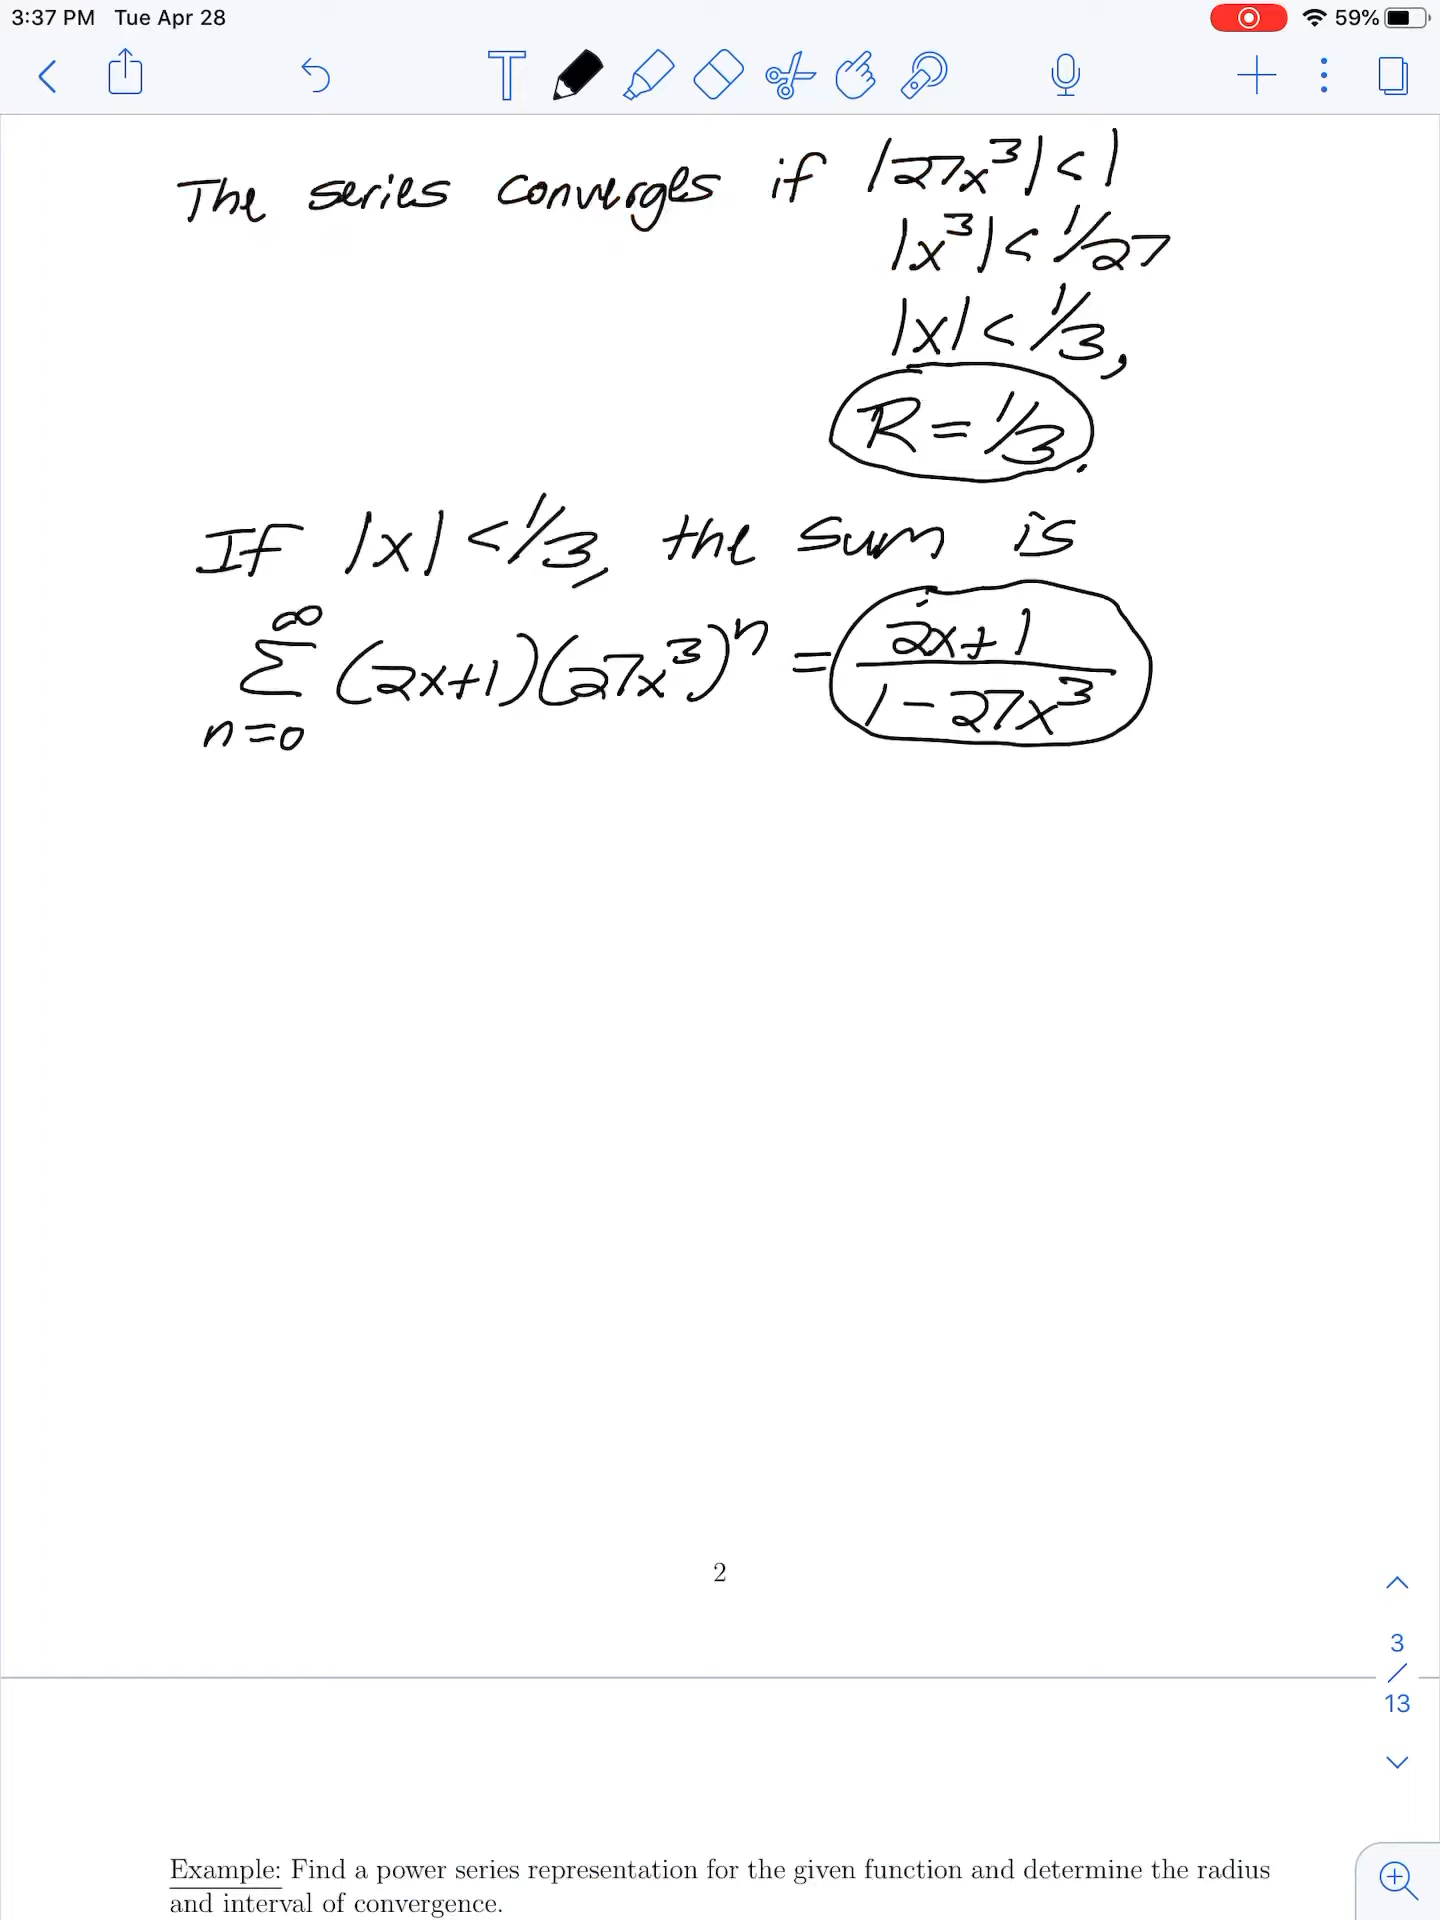 3:37 PM Tue Apr 28 59%
T
The series converges if |27x³| < 1
|x³| < 1/27
|x| < 1/3,
R = 1/3.
If |x| < 1/3, the sum is
∞
Σ (2x+1)(27x³)ⁿ = (2x+1)/(1-27x³)
n=0
2
3
/
13
Example: Find a power series representation for the given function and determine the radius
and interval of convergence.